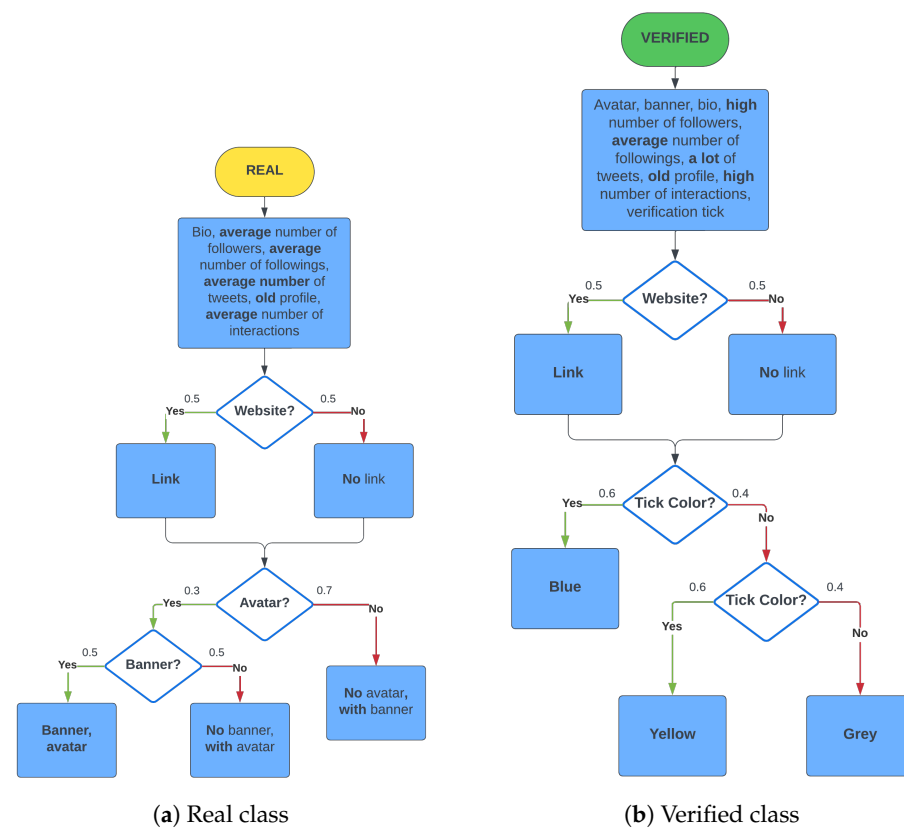 REAL
Bio, average number of
followers, average
number of followings,
average number of
tweets, old profile,
average number of
interactions
Website?
0.5
Yes
0.5
No
Link
No link
Avatar?
0.3
Yes
0.7
No
Banner?
0.5
Yes
0.5
No
Banner,
avatar
No banner,
with avatar
No avatar,
with banner
(a) Real class
VERIFIED
Avatar, banner, bio, high
number of followers,
average number of
followings, a lot of
tweets, old profile, high
number of interactions,
verification tick
Website?
0.5
Yes
0.5
No
Link
No link
Tick Color?
0.6
Yes
0.4
No
Blue
Tick Color?
0.6
Yes
0.4
No
Yellow
Grey
(b) Verified class